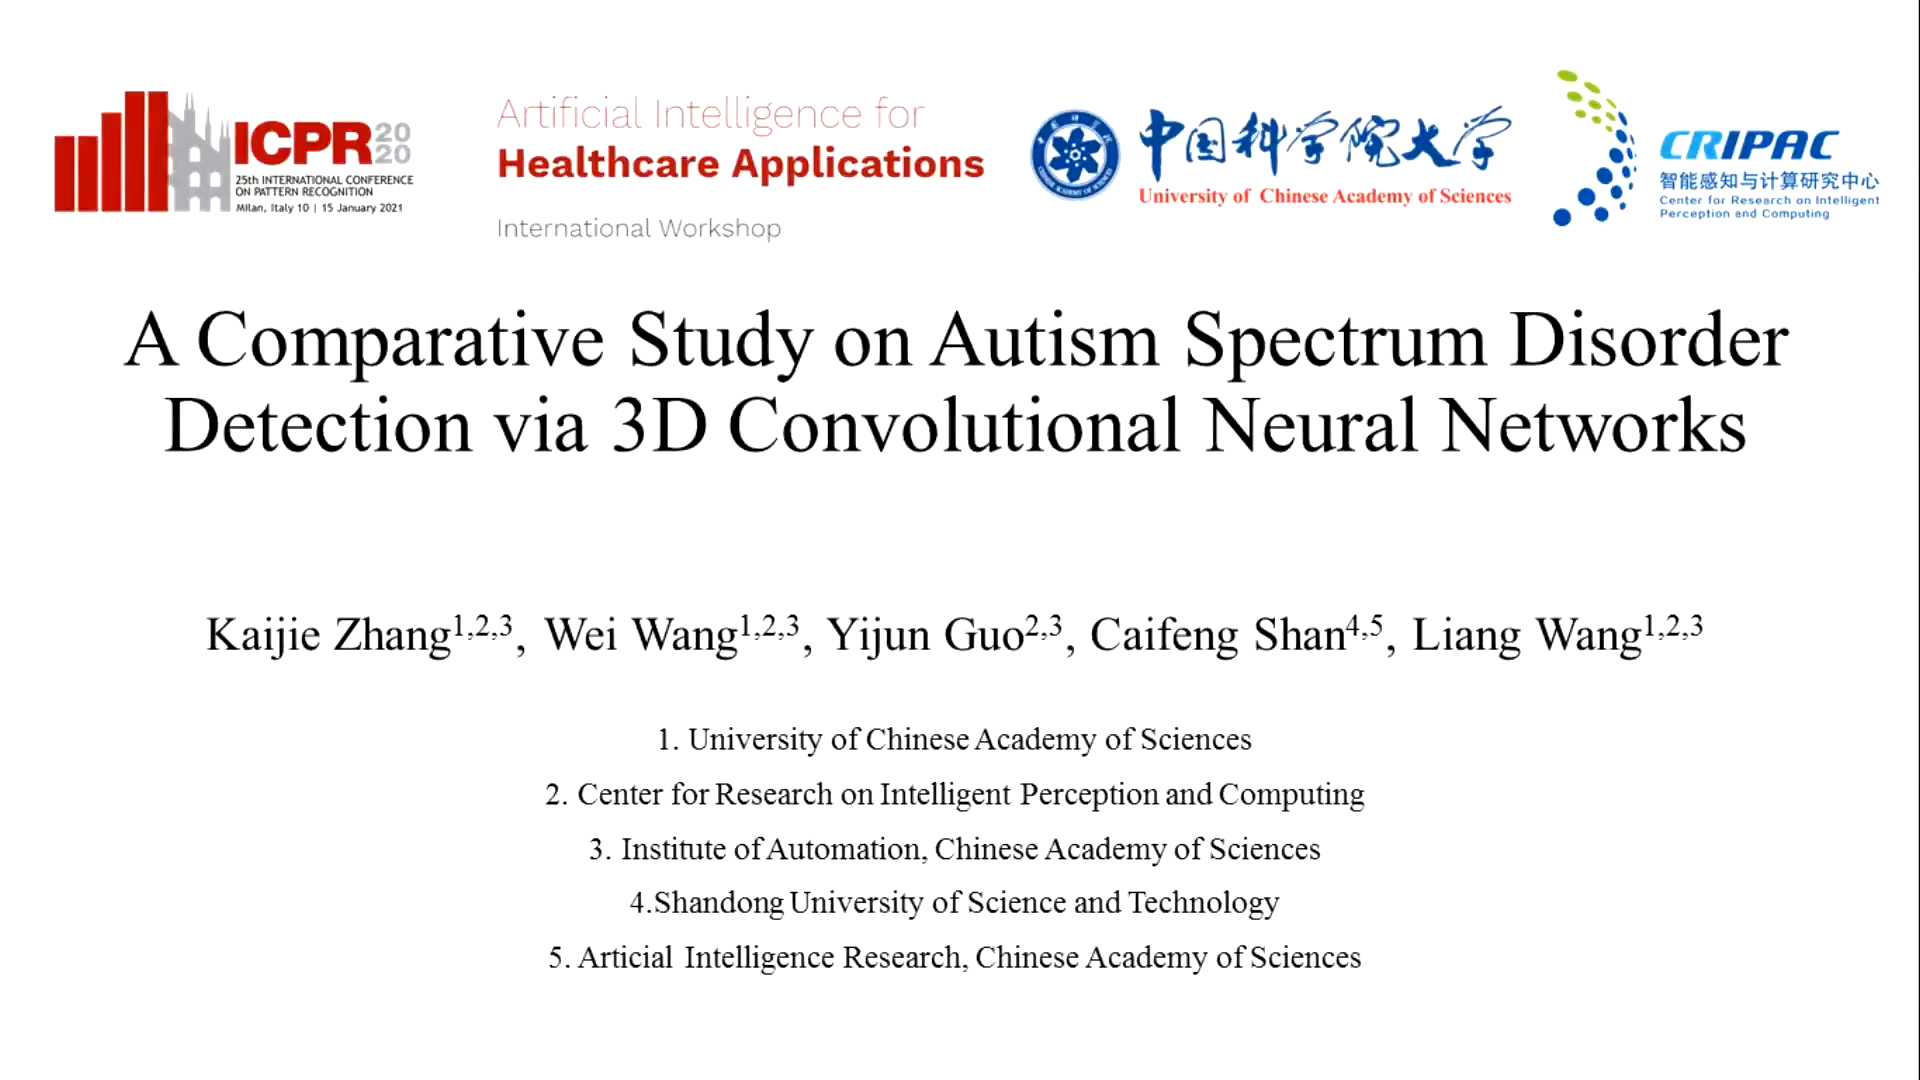 ICPR 2020
25th INTERNATIONAL CONFERENCE
ON PATTERN RECOGNITION
Milan, Italy 10 | 15 January 2021
Artificial Intelligence for
Healthcare Applications
International Workshop
中国科学院大学
University of Chinese Academy of Sciences
CRIPAC
智能感知与计算研究中心
Center for Research on Intelligent
Perception and Computing
A Comparative Study on Autism Spectrum Disorder
Detection via 3D Convolutional Neural Networks
Kaijie Zhang1,2,3, Wei Wang1,2,3, Yijun Guo2,3, Caifeng Shan4,5, Liang Wang1,2,3
1. University of Chinese Academy of Sciences
2. Center for Research on Intelligent Perception and Computing
3. Institute of Automation, Chinese Academy of Sciences
4.Shandong University of Science and Technology
5. Articial Intelligence Research, Chinese Academy of Sciences